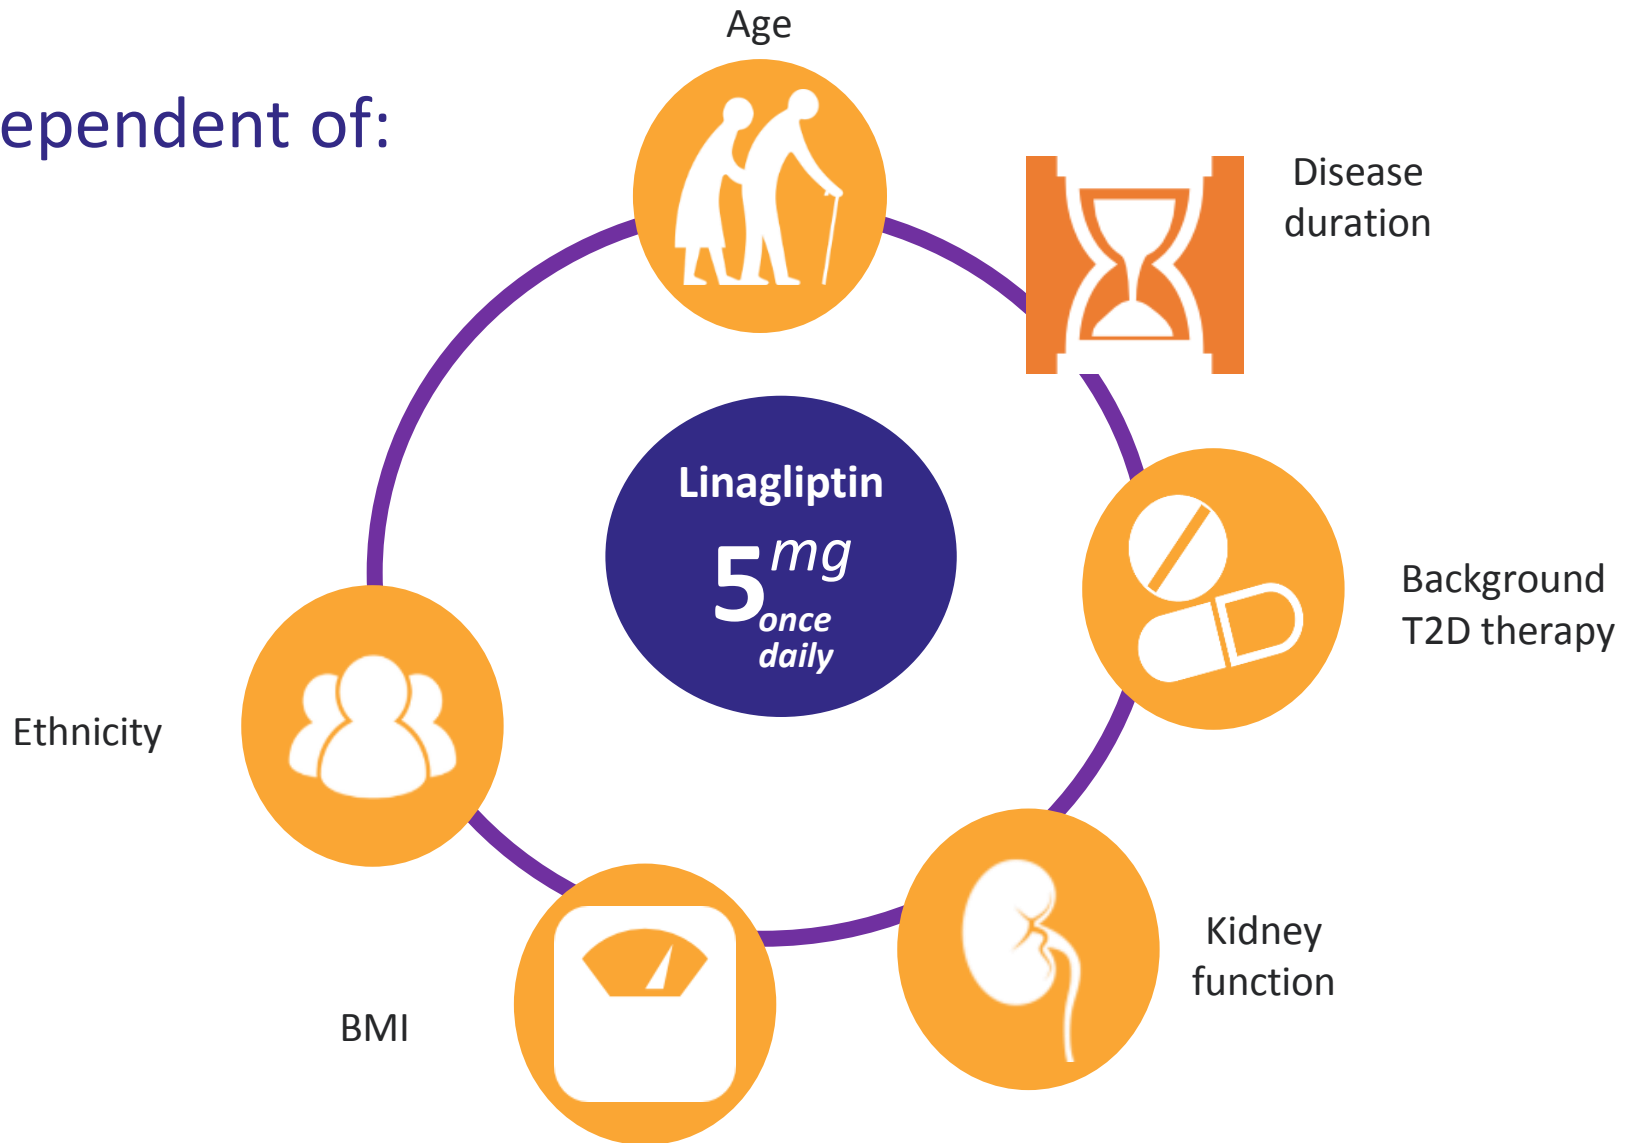 Age
ependent of:
Disease
duration
Linagliptin
5 mg
once
daily
Background
T2D therapy
Ethnicity
Kidney
function
BMI